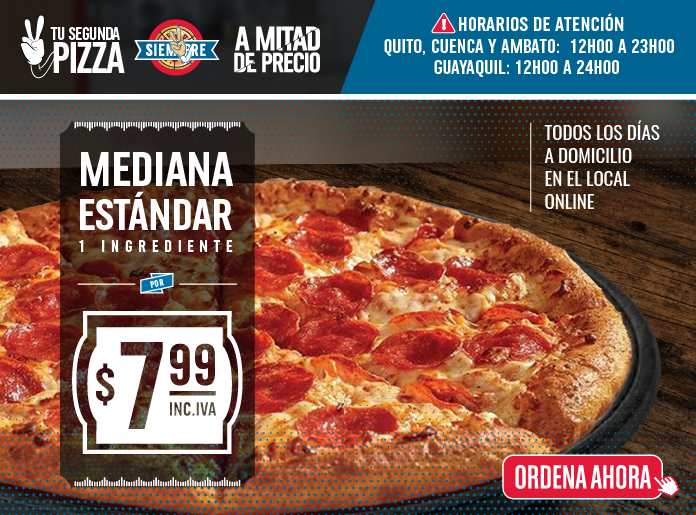 TU SEGUNDA
PIZZA
SIEMPRE
A MITAD
DE PRECIO
HORARIOS DE ATENCIÓN
QUITO, CUENCA Y AMBATO: 12H00 A 23H00
GUAYAQUIL: 12H00 A 24H00
MEDIANA
ESTÁNDAR
1 INGREDIENTE
POR
$7.99
INC.IVA
TODOS LOS DÍAS
A DOMICILIO
EN EL LOCAL
ONLINE
ORDENA AHORA